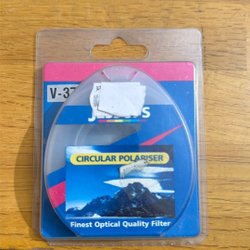 V-37
CIRCULAR POLARISER
Finest Optical Quality Filter